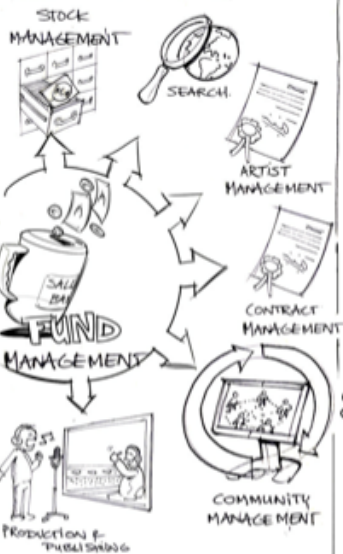 STOCK
MANAGEMENT
SEARCH.
ARTIST
MANAGEMENT
CONTRACT
MANAGEMENT
FUND
MANAGEMENT
COMMUNITY
MANAGEMENT
PRODUCTION &
PUBLISHING